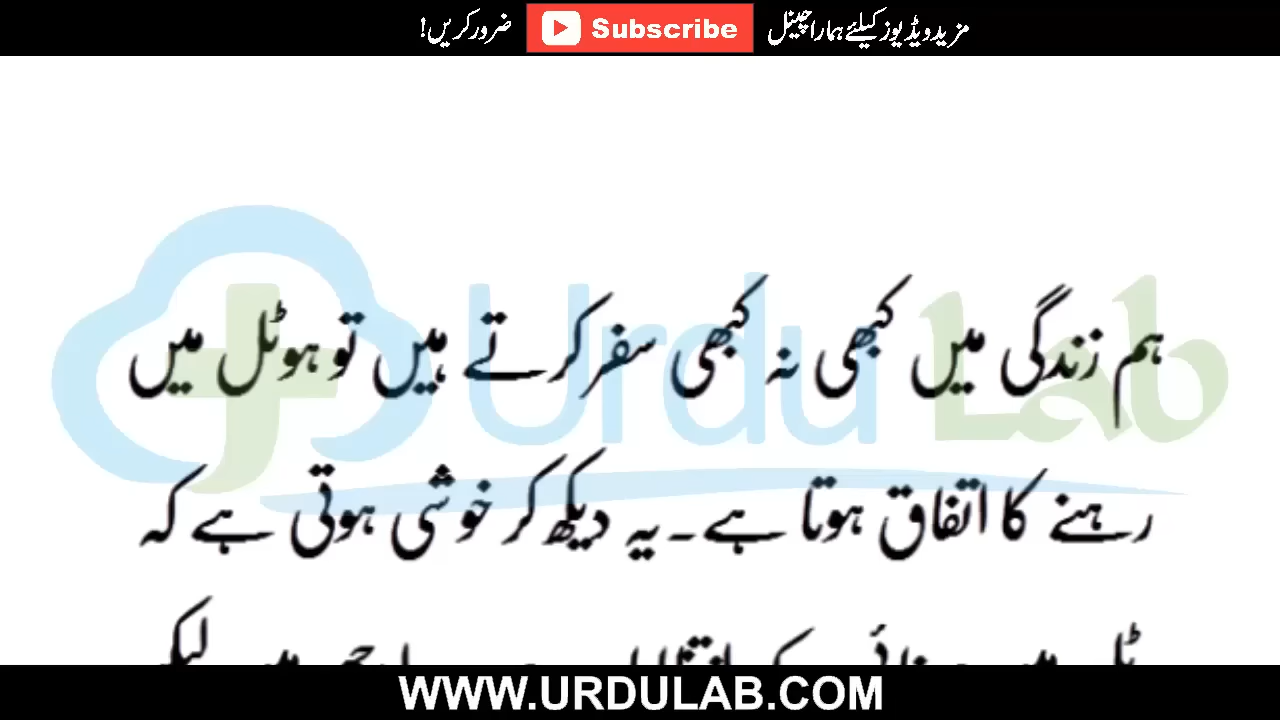 مزید ویڈیوز کیلئے ہمارا چینل Subscribe ضرور کریں!
Urdu Lab
ہم زندگی میں کبھی نہ کبھی سفر کرتے ہیں تو ہوٹل میں
رہنے کا اتفاق ہوتا ہے۔ یہ دیکھ کر خوشی ہوتی ہے کہ
لیکن
WWW.URDULAB.COM